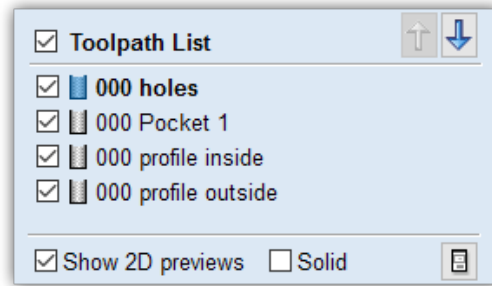 Toolpath List
000 holes
000 Pocket 1
000 profile inside
000 profile outside
Show 2D previews Solid